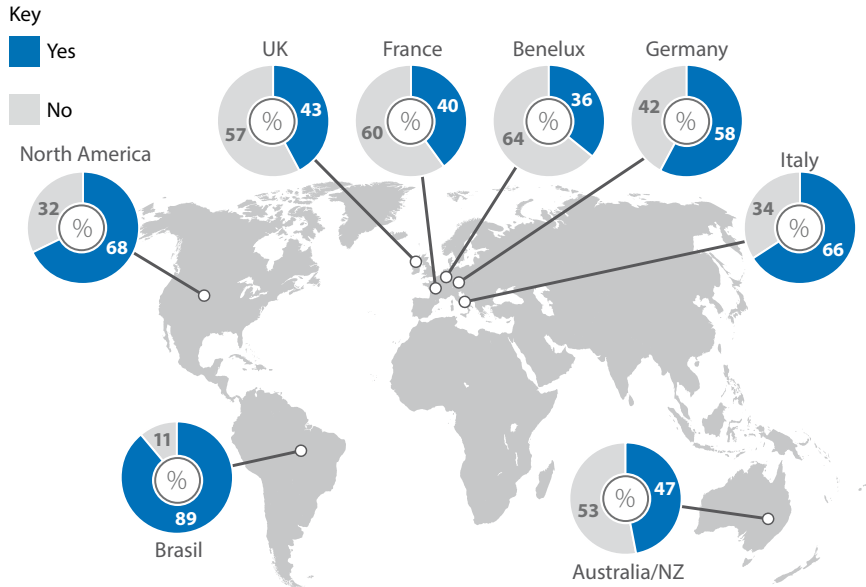 Key
Yes
No
UK
43
57
%
France
40
60
%
Benelux
36
64
%
Germany
42
58
%
North America
32
68
%
Italy
34
66
%
11
89
%
Brasil
47
53
%
Australia/NZ